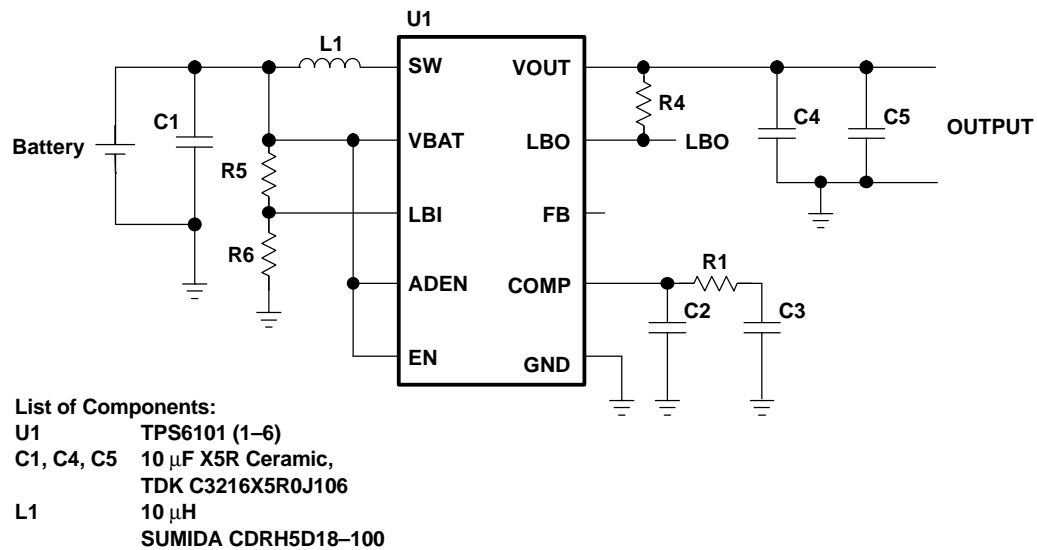 U1
L1
SW
VOUT
R4
C1
C4
C5
OUTPUT
Battery
VBAT
LBO
LBO
R5
LBI
FB
R6
R1
ADEN
COMP
C2
C3
EN
GND
List of Components:
U1 TPS6101 (1–6)
C1, C4, C5 10 μF X5R Ceramic,
TDK C3216X5R0J106
L1 10 μH
SUMIDA CDRH5D18–100